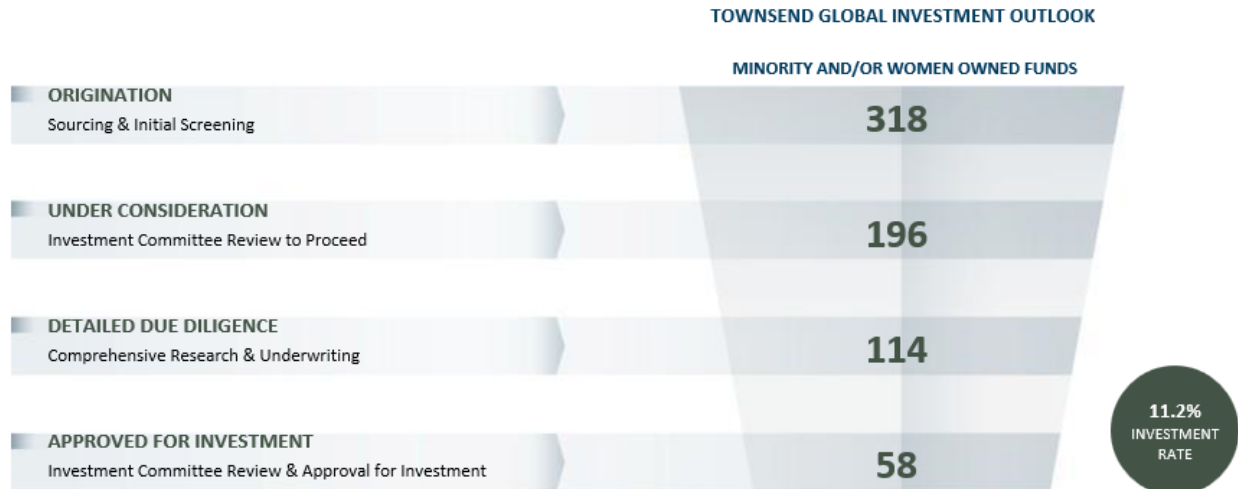 TOWNSEND GLOBAL INVESTMENT OUTLOOK
MINORITY AND/OR WOMEN OWNED FUNDS
ORIGINATION
Sourcing & Initial Screening
318
UNDER CONSIDERATION
Investment Committee Review to Proceed
196
DETAILED DUE DILIGENCE
Comprehensive Research & Underwriting
114
APPROVED FOR INVESTMENT
Investment Committee Review & Approval for Investment
58
11.2%
INVESTMENT
RATE